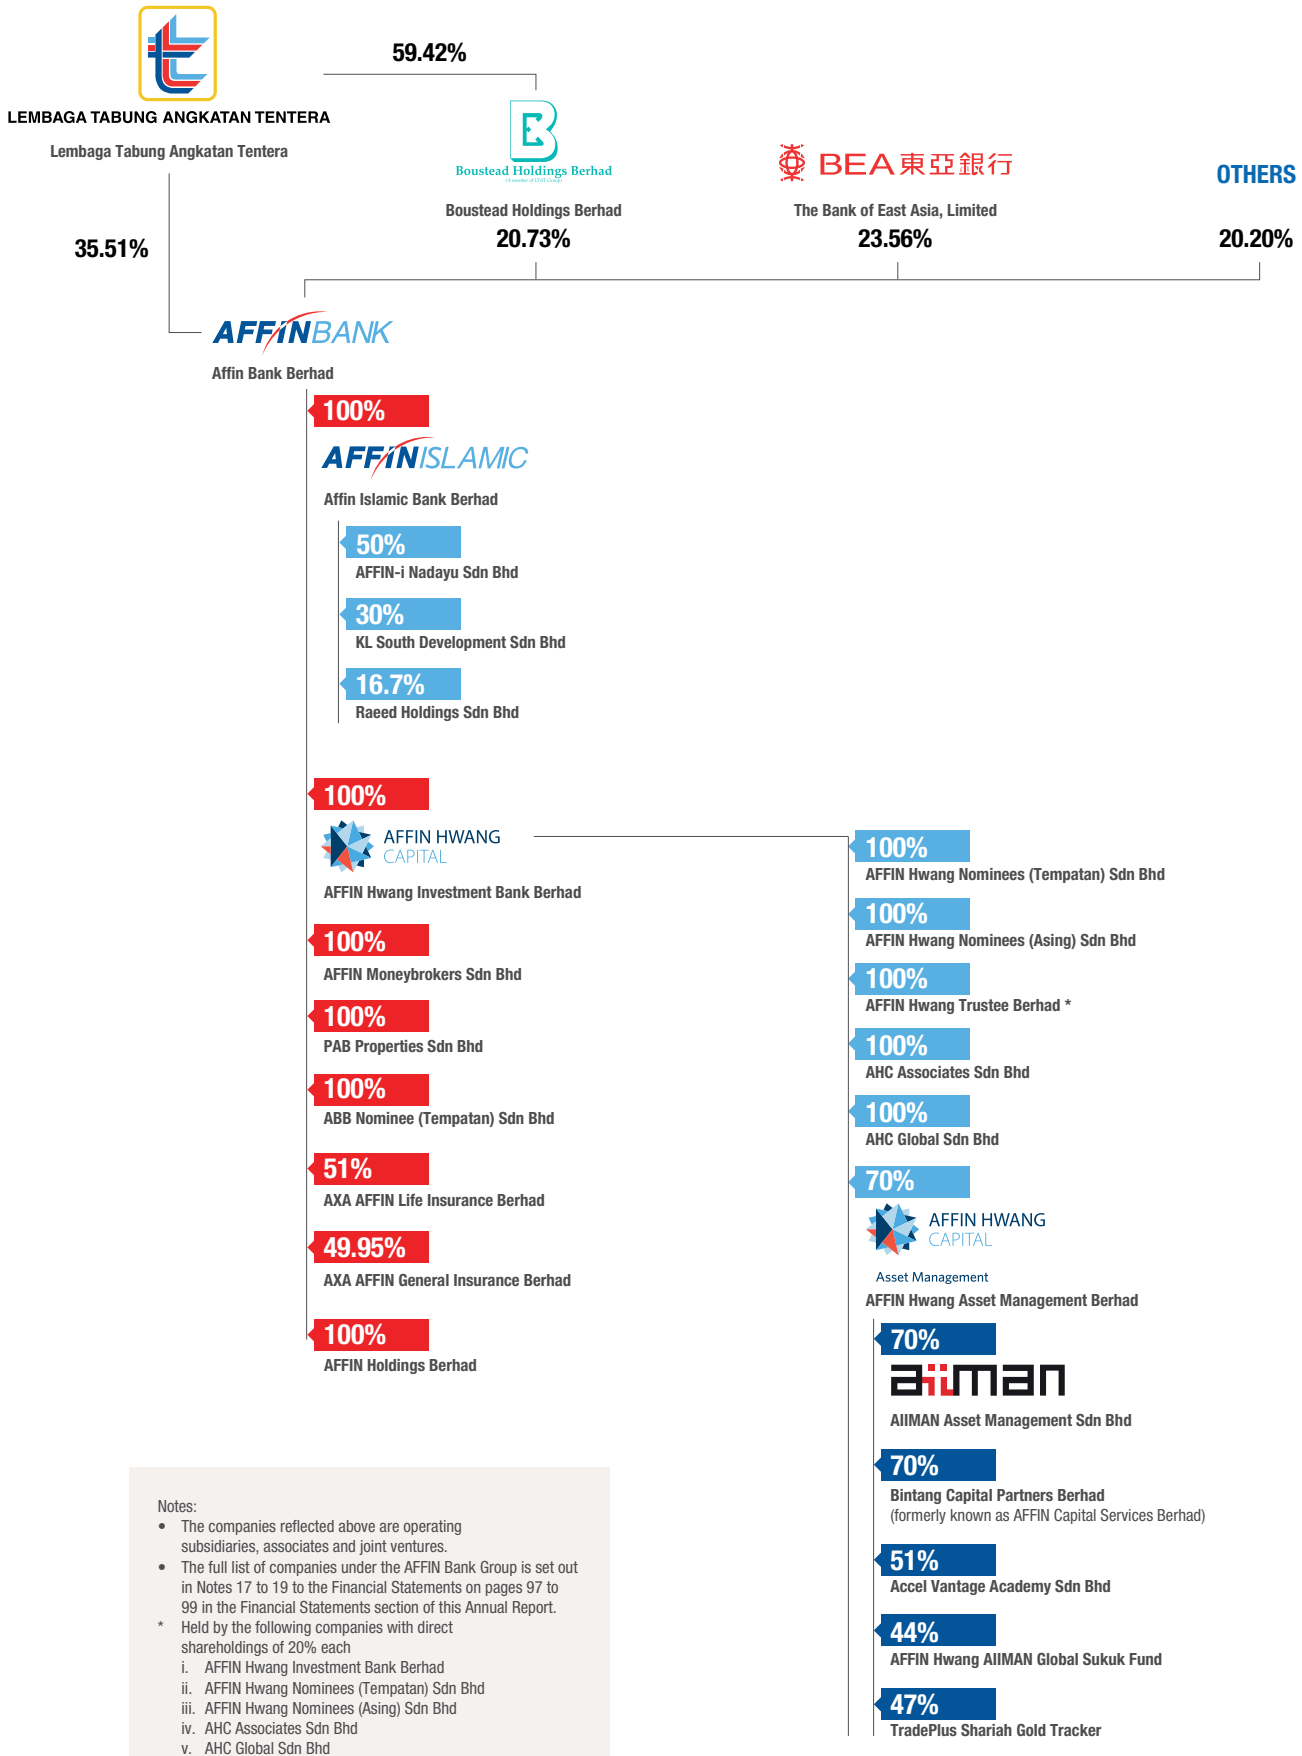 59.42%
LEMBAGA TABUNG ANGKATAN TENTERA
Lembaga Tabung Angkatan Tentera
35.51%
Boustead Holdings Berhad
(A member of LTAT Group)
Boustead Holdings Berhad
20.73%
BEA東亞銀行
The Bank of East Asia, Limited
23.56%
OTHERS
20.20%
AFFINBANK
Affin Bank Berhad
100%
AFFINISLAMIC
Affin Islamic Bank Berhad
50%
AFFIN-i Nadayu Sdn Bhd
30%
KL South Development Sdn Bhd
16.7%
Raeed Holdings Sdn Bhd
100%
AFFIN HWANG
CAPITAL
AFFIN Hwang Investment Bank Berhad
100%
AFFIN Moneybrokers Sdn Bhd
100%
PAB Properties Sdn Bhd
100%
ABB Nominee (Tempatan) Sdn Bhd
51%
AXA AFFIN Life Insurance Berhad
49.95%
AXA AFFIN General Insurance Berhad
100%
AFFIN Holdings Berhad
100%
AFFIN Hwang Nominees (Tempatan) Sdn Bhd
100%
AFFIN Hwang Nominees (Asing) Sdn Bhd
100%
AFFIN Hwang Trustee Berhad *
100%
AHC Associates Sdn Bhd
100%
AHC Global Sdn Bhd
70%
AFFIN HWANG
CAPITAL
Asset Management
AFFIN Hwang Asset Management Berhad
70%
aiiman
AIIMAN Asset Management Sdn Bhd
70%
Bintang Capital Partners Berhad
(formerly known as AFFIN Capital Services Berhad)
51%
Accel Vantage Academy Sdn Bhd
44%
AFFIN Hwang AIIMAN Global Sukuk Fund
47%
TradePlus Shariah Gold Tracker
Notes:
• The companies reflected above are operating
subsidiaries, associates and joint ventures.
• The full list of companies under the AFFIN Bank Group is set out
in Notes 17 to 19 to the Financial Statements on pages 97 to
99 in the Financial Statements section of this Annual Report.
* Held by the following companies with direct
shareholdings of 20% each
i. AFFIN Hwang Investment Bank Berhad
ii. AFFIN Hwang Nominees (Tempatan) Sdn Bhd
iii. AFFIN Hwang Nominees (Asing) Sdn Bhd
iv. AHC Associates Sdn Bhd
v. AHC Global Sdn Bhd